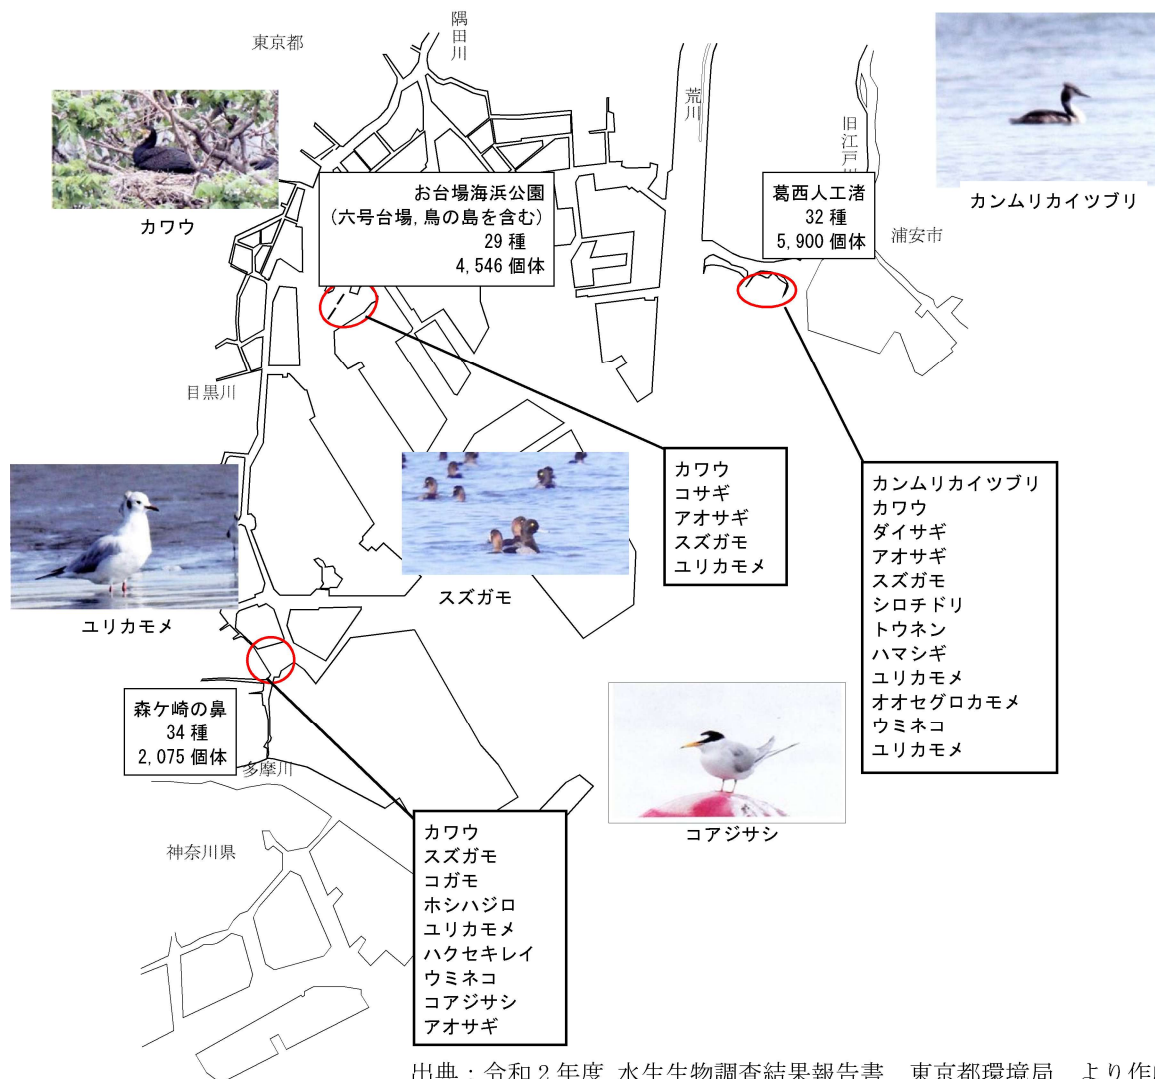 東京都
隅田川
荒川
旧江戸
カワウ
お台場海浜公園
(六号台場,鳥の島を含む)
29 種
4,546 個体
葛西人工渚
32 種
5,900 個体
カンムリカイツブリ
浦安市
目黒川
カワウ
コサギ
アオサギ
スズガモ
ユリカモメ
カンムリカイツブリ
カワウ
ダイサギ
アオサギ
スズガモ
シロチドリ
トウネン
ハマシギ
ユリカモメ
オオセグロカモメ
ウミネコ
ユリカモメ
スズガモ
ユリカモメ
森ケ崎の鼻
34 種
2,075 個体
多摩川
コアジサシ
神奈川県
カワウ
スズガモ
コガモ
ホシハジロ
ユリカモメ
ハクセキレイ
ウミネコ
コアジサシ
アオサギ
出典：令和２年度 水生生物調査結果報告書 東京都環境局 より作